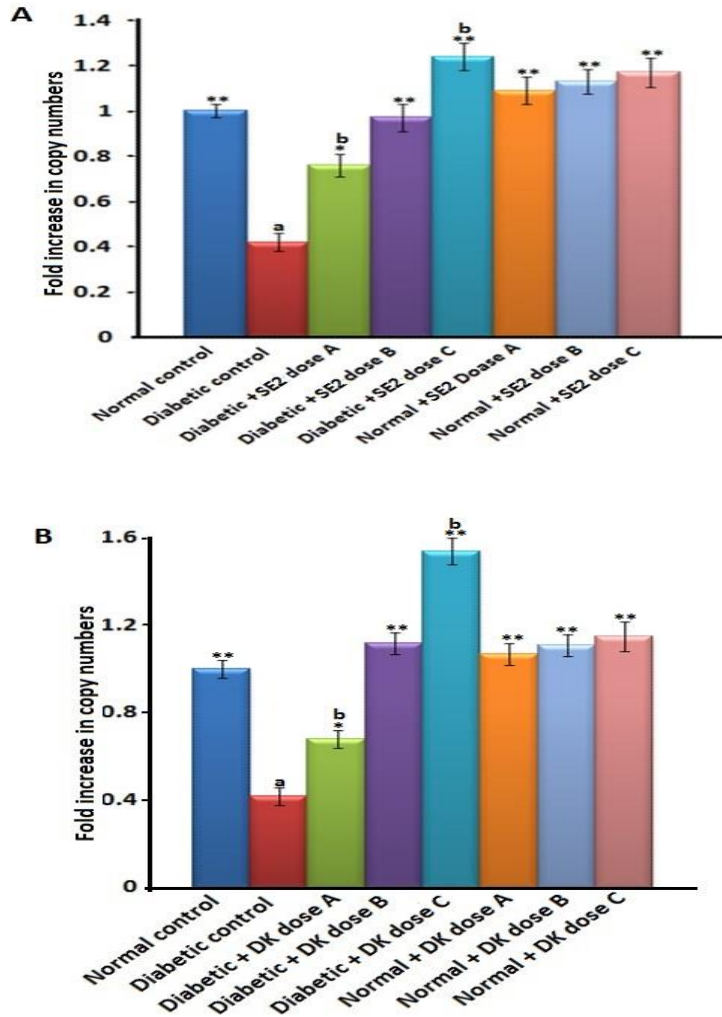 A
Fold increase in copy numbers
1.4
1.2
1
0.8
0.6
0.4
0.2
0
**
a
b
*
**
b
**
**
**
**
Normal control
Diabetic control
Diabetic +SE2 dose A
Diabetic +SE2 dose B
Diabetic +SE2 dose C
Normal +SE2 Doase A
Normal +SE2 dose B
Normal +SE2 dose C
B
Fold increase in copy numbers
1.6
1.2
0.8
0.4
0
**
a
b
*
**
b
**
**
**
**
Normal control
Diabetic control
Diabetic + DK dose A
Diabetic + DK dose B
Diabetic + DK dose C
Normal + DK dose A
Normal + DK dose B
Normal + DK dose C